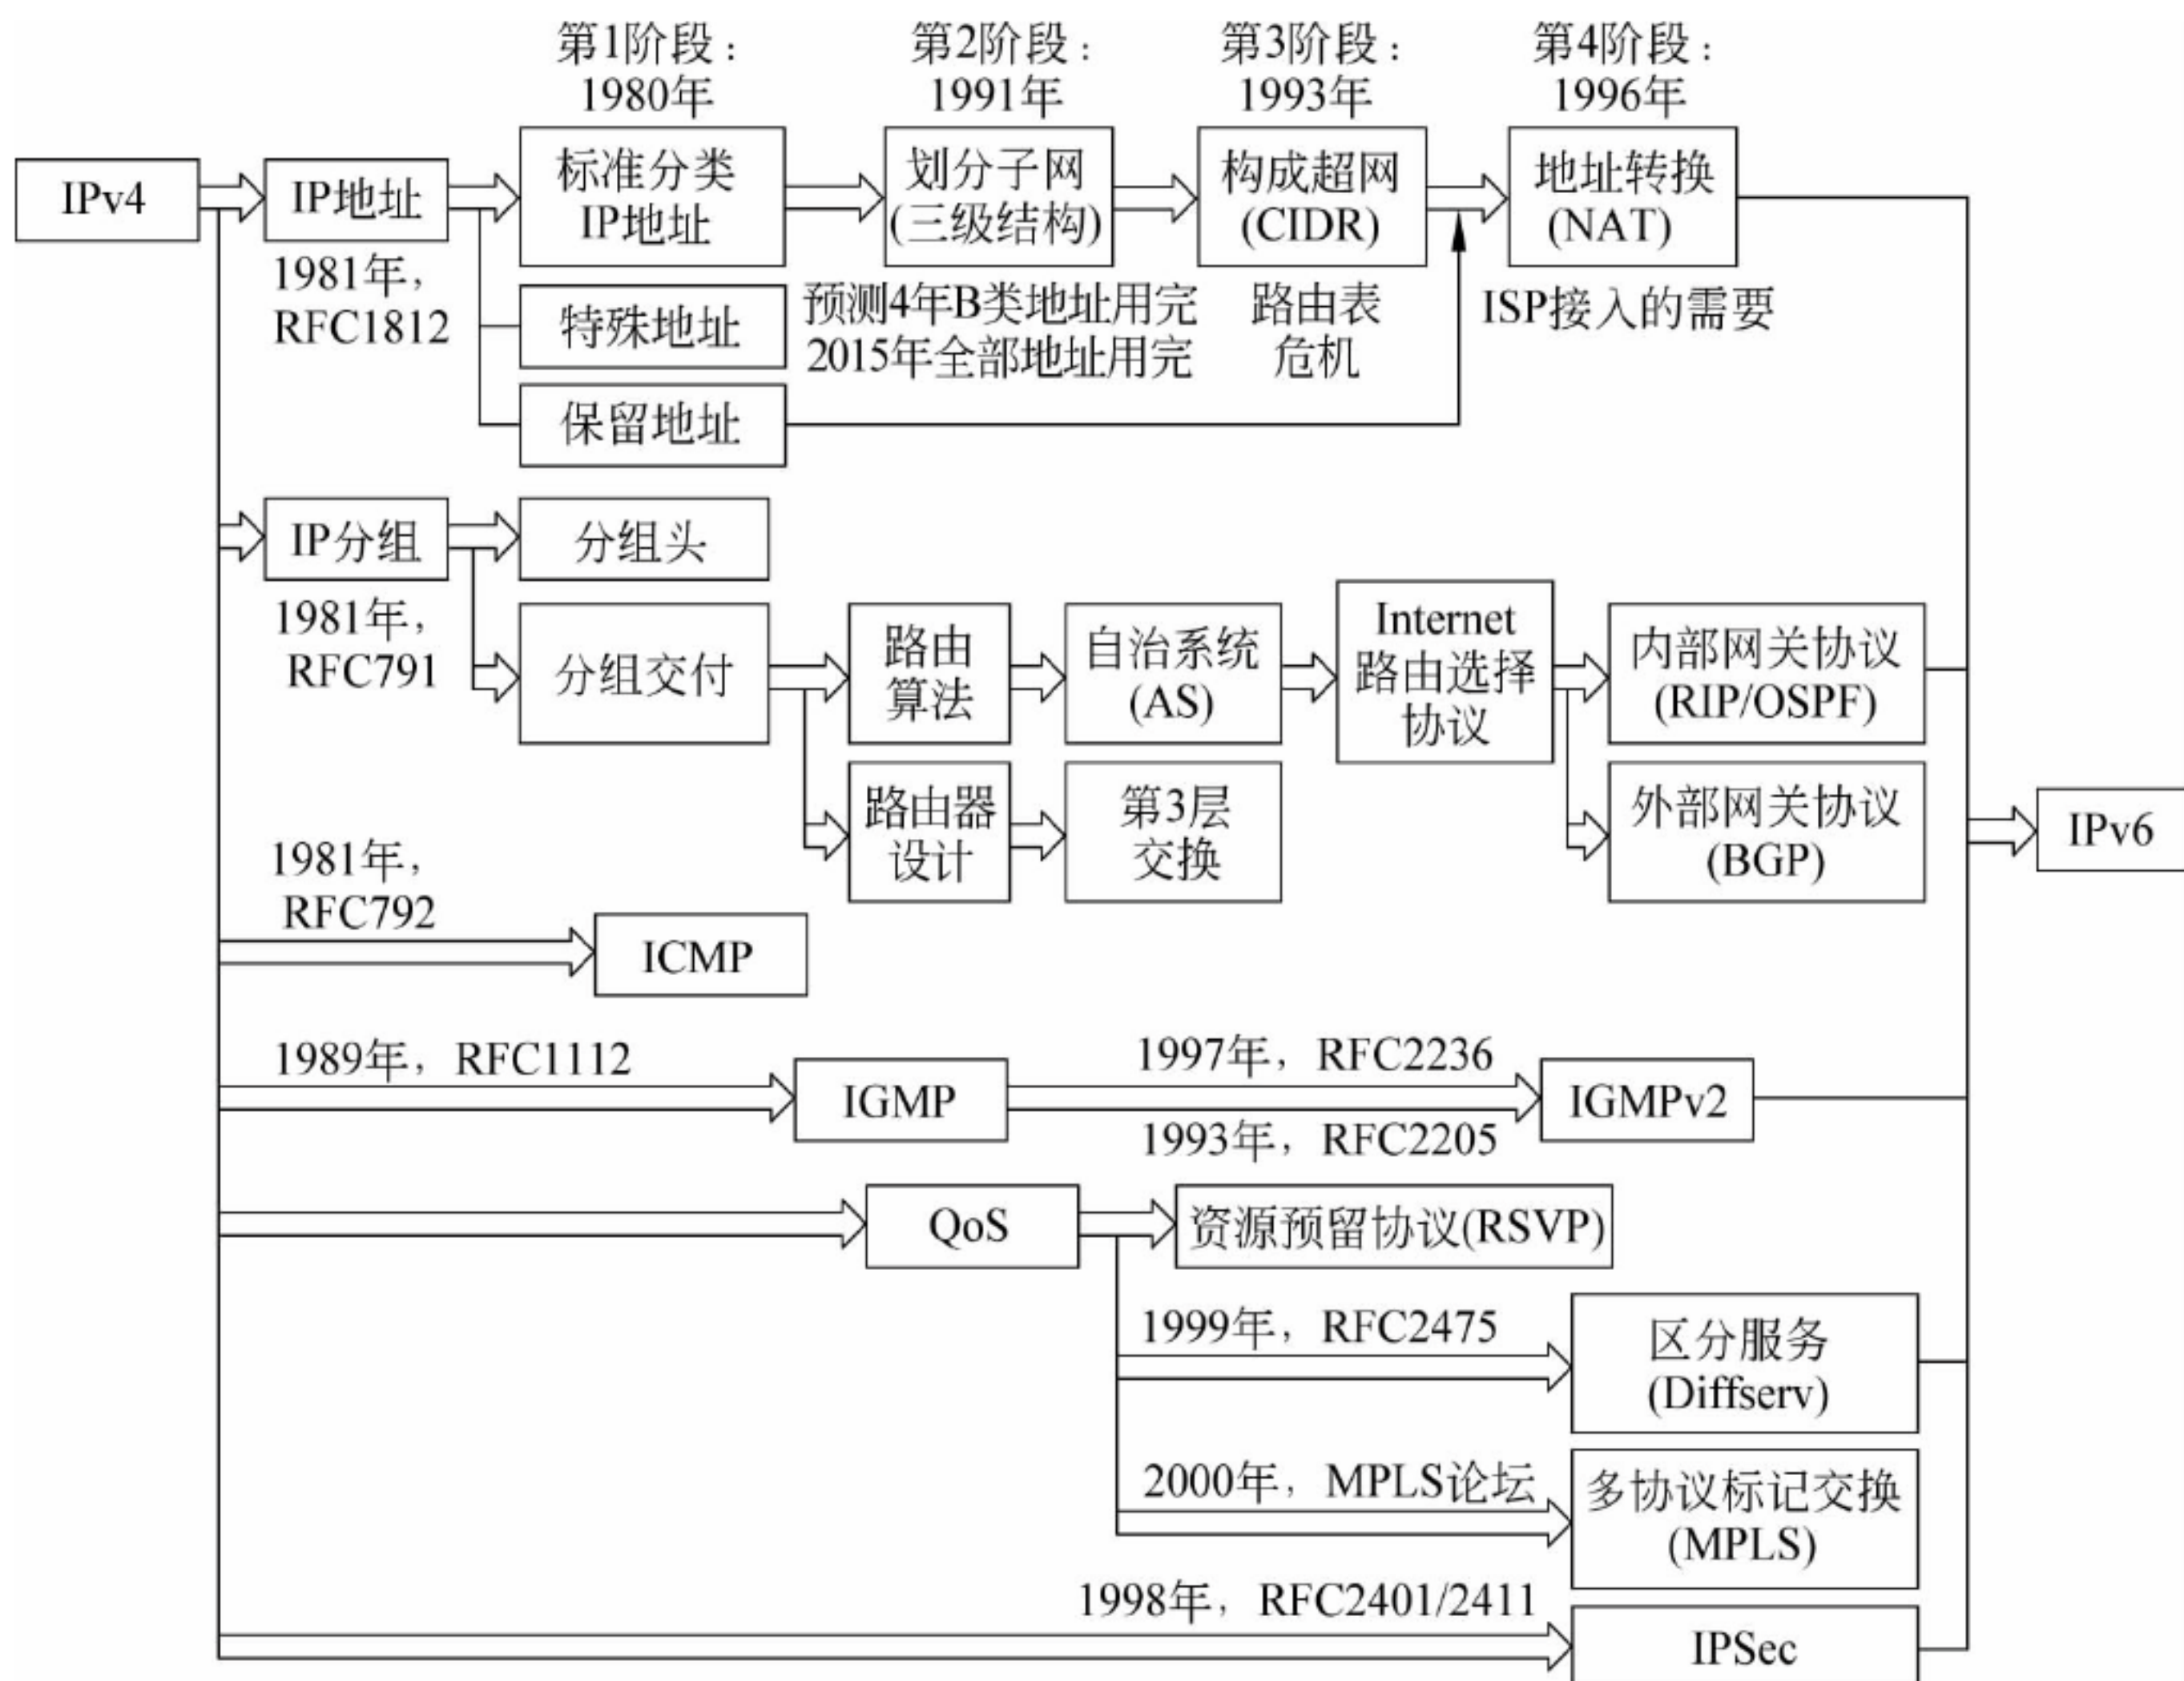 第1阶段：
1980年
第2阶段：
1991年
第3阶段：
1993年
第4阶段：
1996年
IPv4
IP地址
1981年，
RFC1812
标准分类
IP地址
划分子网
(三级结构)
构成超网
(CIDR)
地址转换
(NAT)
特殊地址
保留地址
预测4年B类地址用完
2015年全部地址用完
路由表
危机
ISP接入的需要
IP分组
1981年，
RFC791
分组头
分组交付
路由
算法
自治系统
(AS)
Internet
路由选择
协议
内部网关协议
(RIP/OSPF)
路由器
设计
第3层
交换
外部网关协议
(BGP)
IPv6
1981年，
RFC792
ICMP
1989年，RFC1112
IGMP
1997年，RFC2236
IGMPv2
1993年，RFC2205
QoS
资源预留协议(RSVP)
1999年，RFC2475
区分服务
(Diffserv)
2000年，MPLS论坛
多协议标记交换
(MPLS)
1998年，RFC2401/2411
IPSec